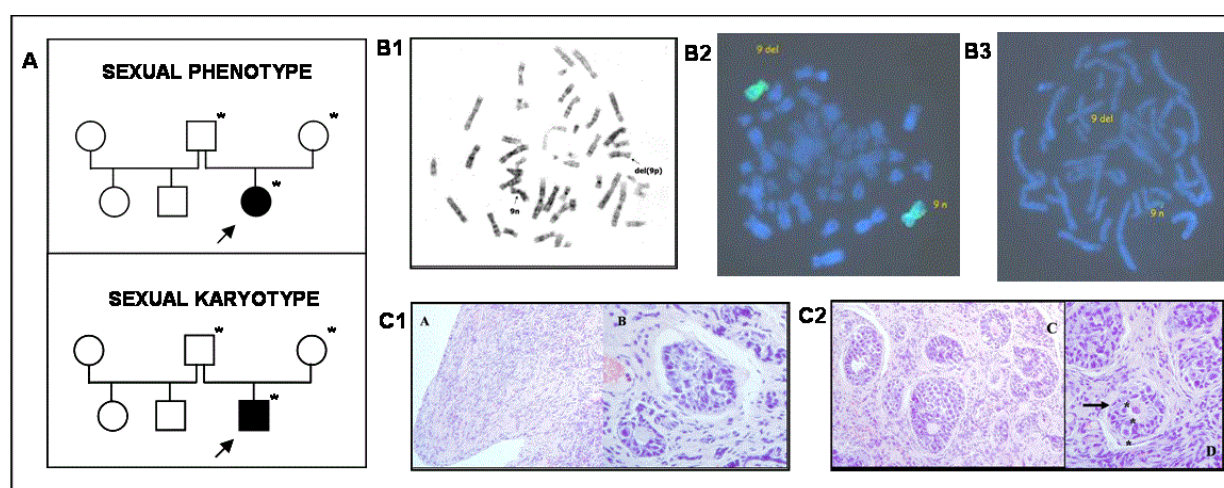 A
SEXUAL PHENOTYPE
*
*
*
SEXUAL KARYOTYPE
*
*
*
B1
del(9p)
9n
B2
9 del
9 n
B3
9 del
9 n
C1
A
B
C2
C
*
*
*
D